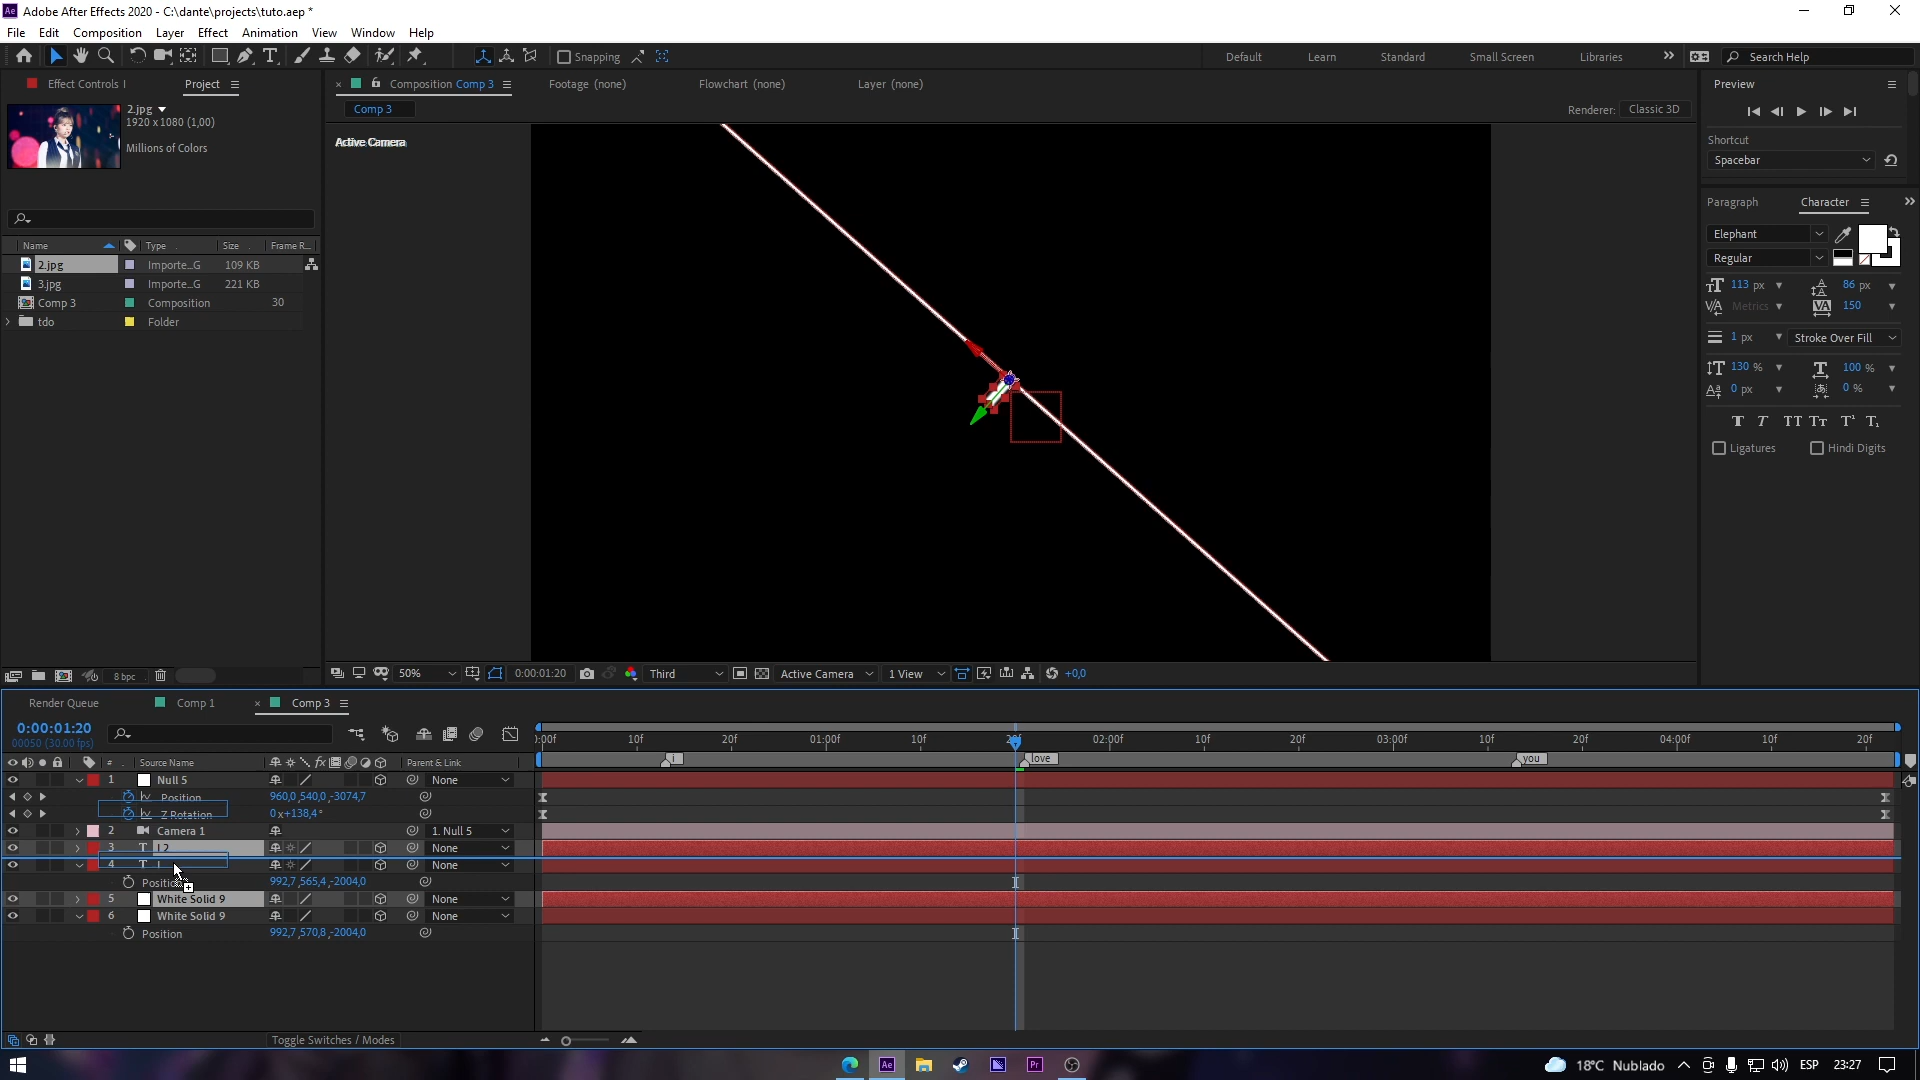 Adobe After Effects 2020 - C:\dante\projects\tuto.aep *
File Edit Composition Layer Effect Animation View Window Help
Snapping
Default Learn Standard Small Screen Libraries
Search Help
Effect Controls I
Project
2.jpg
1920 x 1080 (1,00)
Millions of Colors
Name Type Size Frame R...
2.jpg Importe...G 109 KB
3.jpg Importe...G 221 KB
Comp 3 Composition 30
tdo Folder
8 bpc
Composition Comp 3
Footage (none)
Flowchart (none)
Layer (none)
Comp 3
Renderer: Classic 3D
Active Camera
50%
0:00:01:20
Third
Active Camera
1 View
+0,0
Preview
Shortcut
Spacebar
Paragraph Character
Elephant
Regular
113 px 86 px
Metrics 150
1 px Stroke Over Fill
130 % 100 %
0 px 0 %
Ligatures Hindi Digits
Render Queue
Comp 1
Comp 3
0:00:01:20
00050 (30.00 fps)
# Source Name Parent & Link
1 Null 5 None
Position 960,0,540,0,-3074,7
Z Rotation 0x+138,4°
2 Camera 1 1. Null 5
3 I 2 None
4 I None
Position 992,7,565,4,-2004,0
5 White Solid 9 None
6 White Solid 9 None
Position 992,7,570,8,-2004,0
):00f 10f 20f 01:00f 10f 20f 02:00f 10f 20f 03:00f 10f 20f 04:00f 10f 20f
i love you
Toggle Switches / Modes
18°C Nublado
ESP
23:27